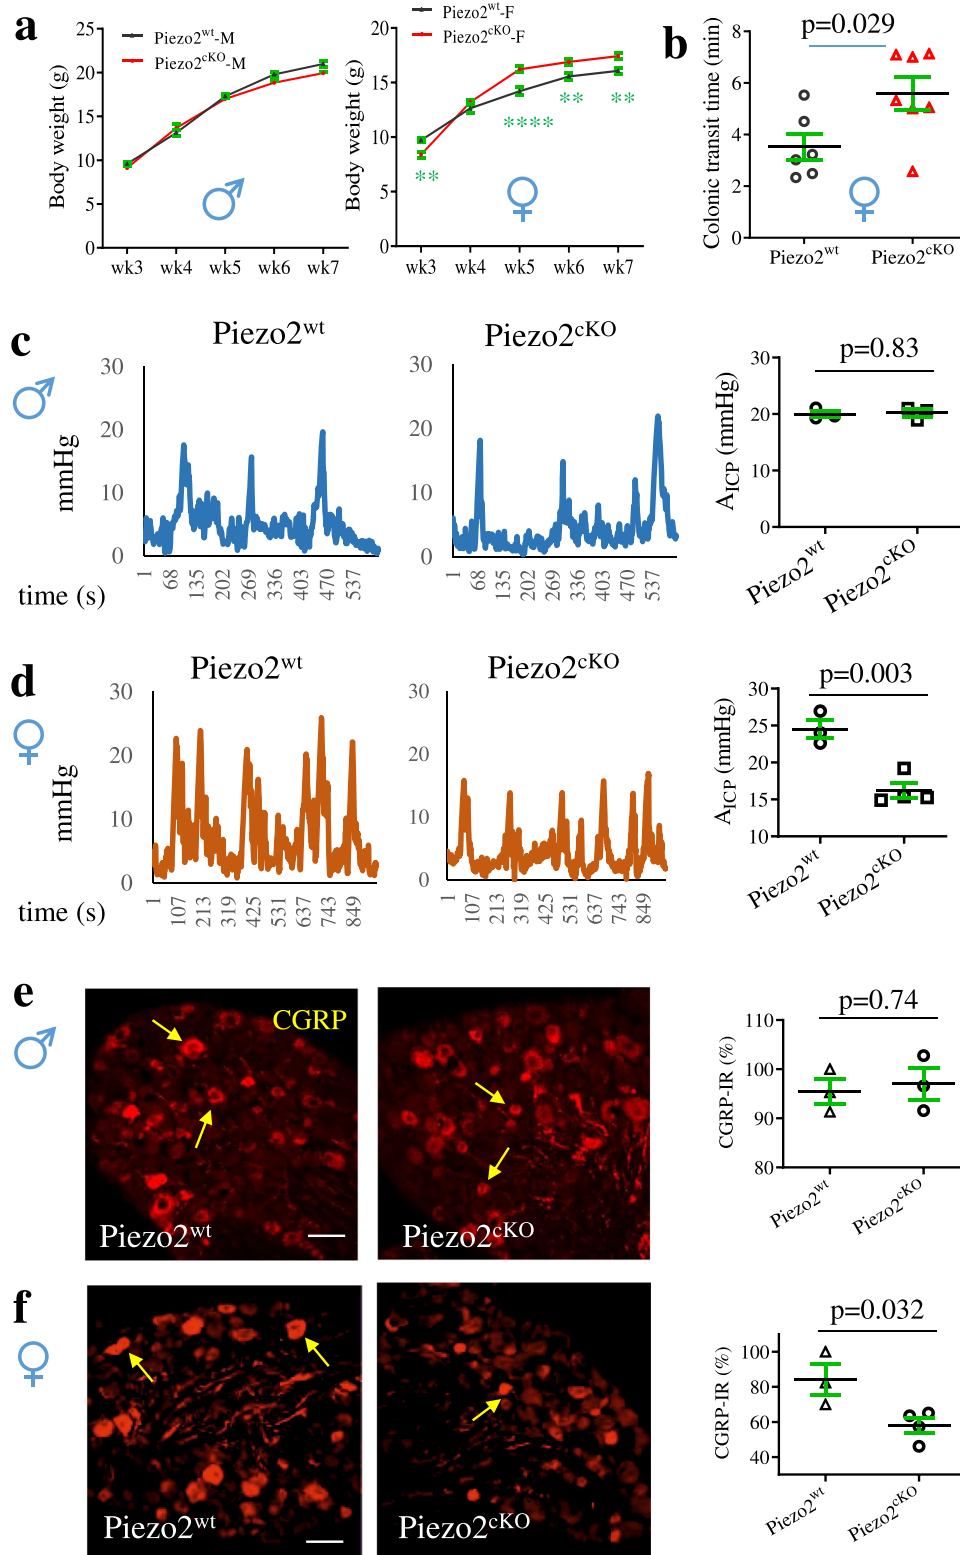 a
Piezo2wt-M
Piezo2cKO-M
Body weight (g)
25
20
15
10
5
0
wk3 wk4 wk5 wk6 wk7
Piezo2wt-F
Piezo2cKO-F
Body weight (g)
20
15
10
5
0
** **** ** **
wk3 wk4 wk5 wk6 wk7
b
p=0.029
Colonic transit time (min)
8
6
4
2
0
Piezo2wt Piezo2cKO
c
Piezo2wt
mmHg
30
20
10
0
time (s)
1 68 135 202 269 336 403 470 537
Piezo2cKO
30
20
10
0
1 68 135 202 269 336 403 470 537
p=0.83
AICP (mmHg)
30
20
10
0
Piezo2wt Piezo2cKO
d
Piezo2wt
mmHg
30
20
10
0
time (s)
1 107 213 319 425 531 637 743 849
Piezo2cKO
30
20
10
0
1 107 213 319 425 531 637 743 849
p=0.003
AICP (mmHg)
30
25
20
15
10
Piezo2wt Piezo2cKO
e
CGRP
Piezo2wt
Piezo2cKO
p=0.74
CGRP-IR (%)
110
100
90
80
Piezo2wt Piezo2cKO
f
Piezo2wt
Piezo2cKO
p=0.032
CGRP-IR (%)
100
80
60
40
Piezo2wt Piezo2cKO